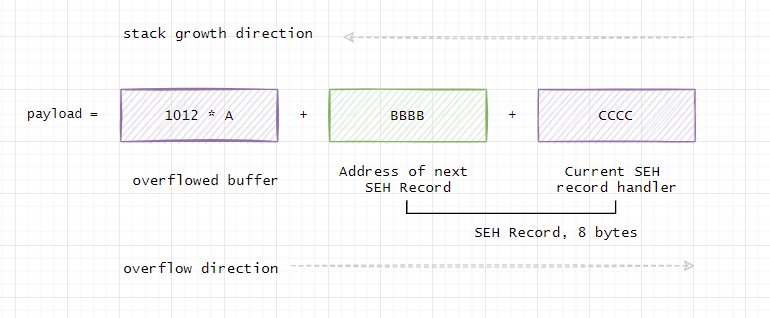 stack growth direction
payload = 1012 * A + BBBB + CCCC
overflowed buffer
Address of next
SEH Record
Current SEH
record handler
SEH Record, 8 bytes
overflow direction